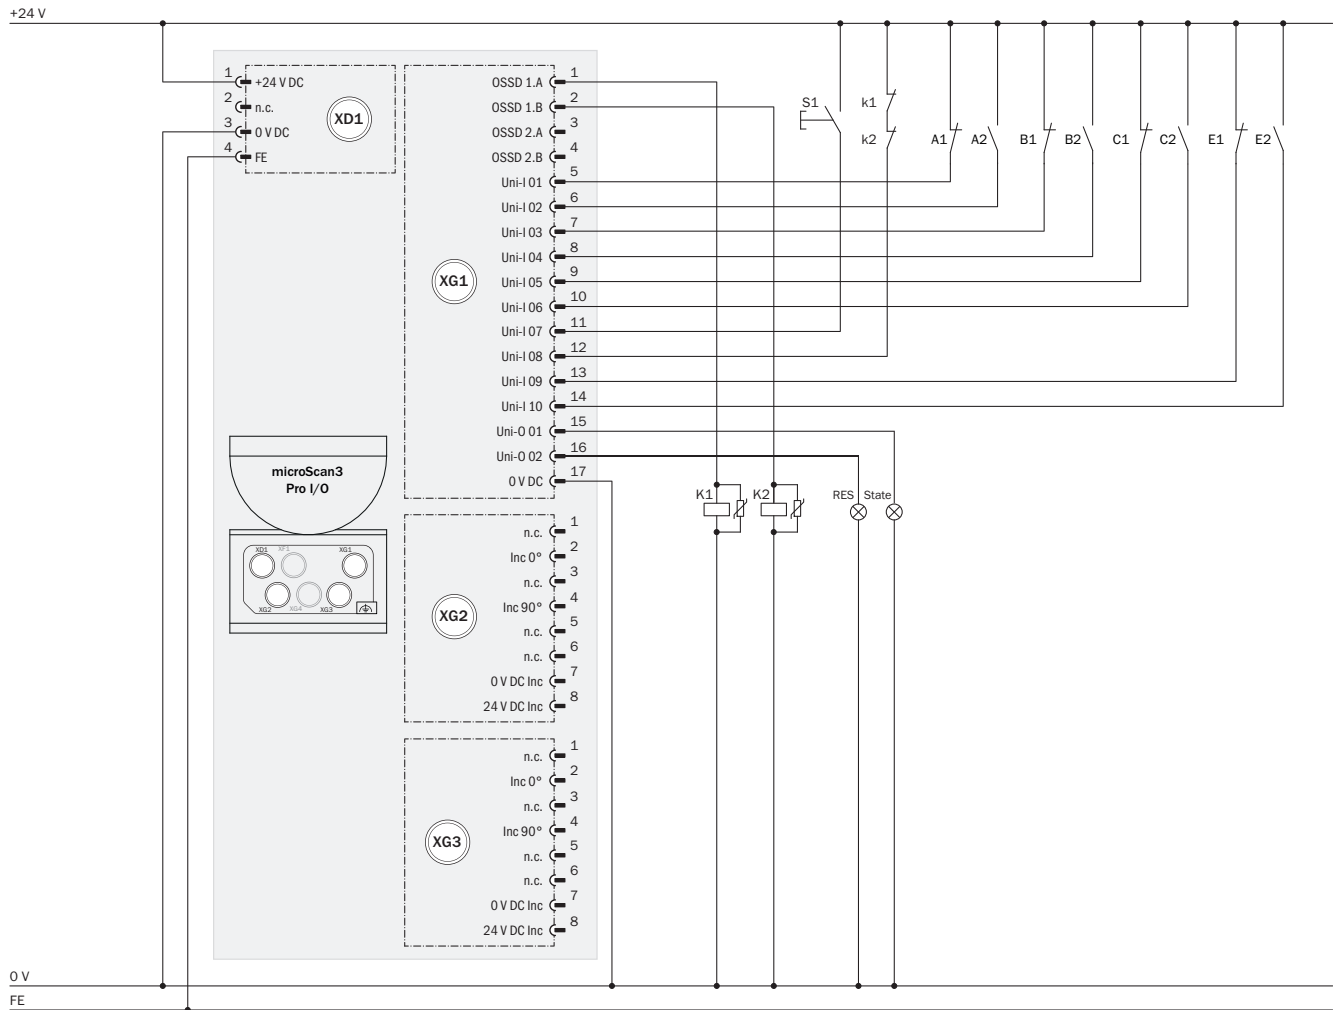 +24 V
1 +24 V DC
2 n.c.
3 0 V DC
4 FE
XD1
XG1
OSSD 1.A 1
OSSD 1.B 2
OSSD 2.A 3
OSSD 2.B 4
Uni-I 01 5
Uni-I 02 6
Uni-I 03 7
Uni-I 04 8
Uni-I 05 9
Uni-I 06 10
Uni-I 07 11
Uni-I 08 12
Uni-I 09 13
Uni-I 10 14
Uni-O 01 15
Uni-O 02 16
0 V DC 17
S1
k1
k2
A1 A2 B1 B2 C1 C2 E1 E2
K1 K2 RES State
microScan3
Pro I/O
XD1 XF1 XG1
XG2 XG4 XG3
XG2
n.c. 1
Inc 0° 2
n.c. 3
Inc 90° 4
n.c. 5
n.c. 6
0 V DC Inc 7
24 V DC Inc 8
XG3
n.c. 1
Inc 0° 2
n.c. 3
Inc 90° 4
n.c. 5
n.c. 6
0 V DC Inc 7
24 V DC Inc 8
0 V
FE